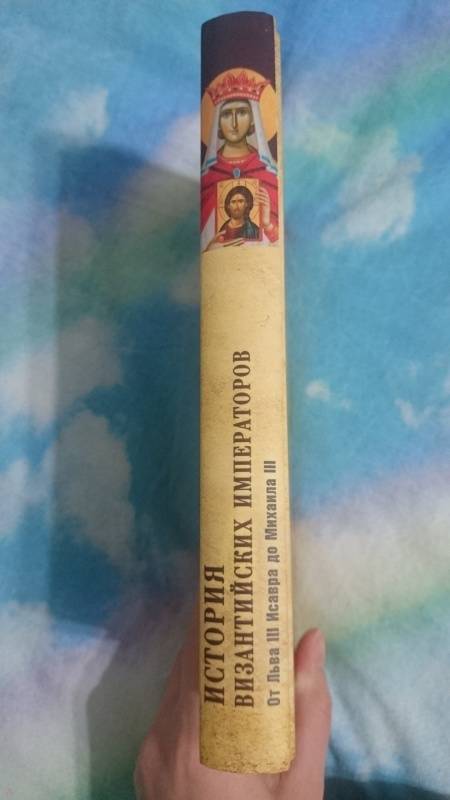 ИСТОРИЯ
ВИЗАНТИЙСКИХ ИМПЕРАТОРОВ
От Льва III Исавра до Михаила III